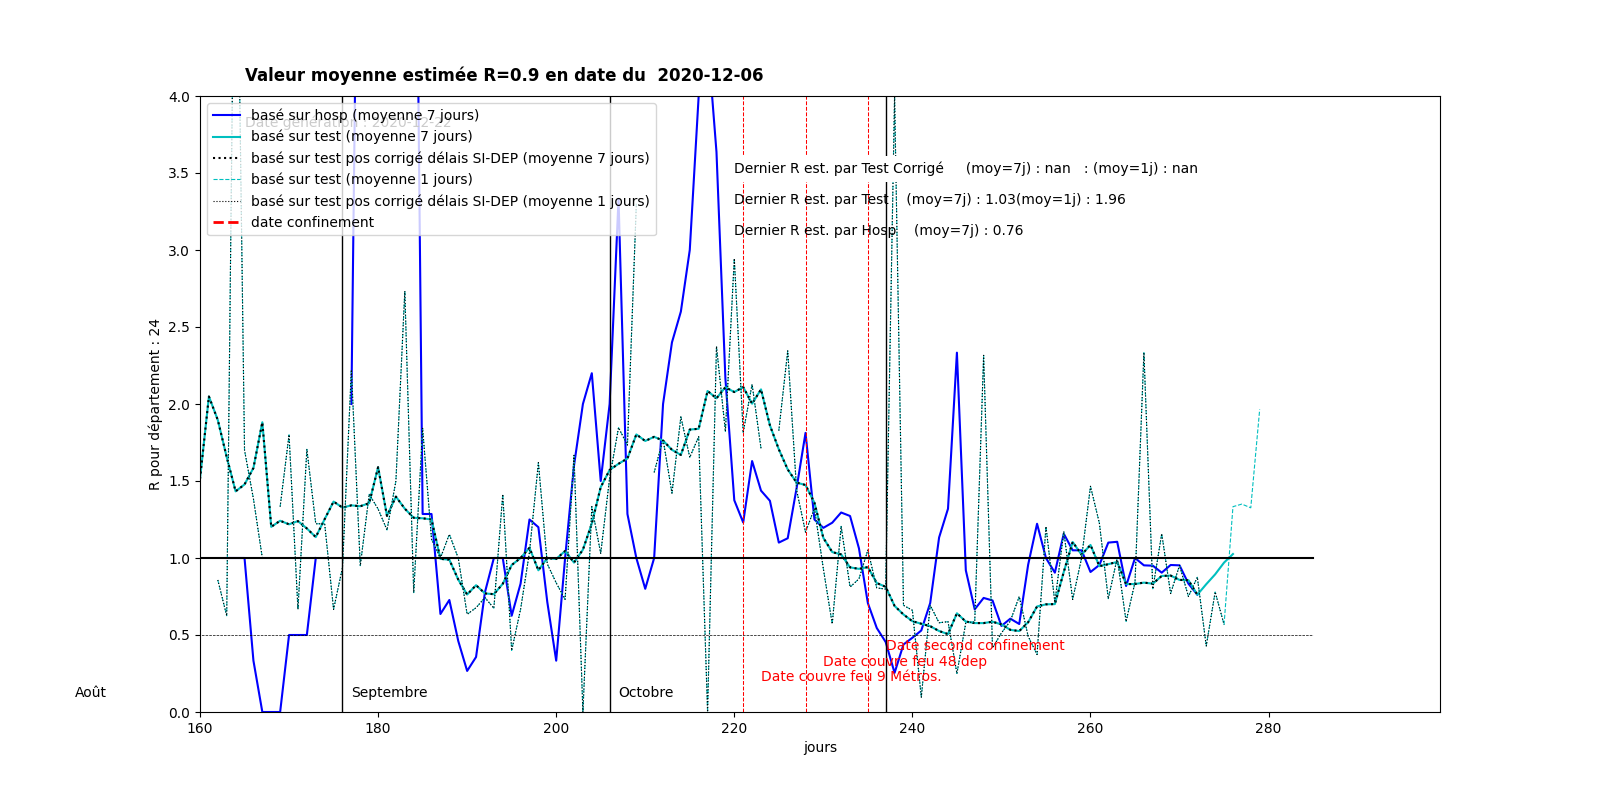 Valeur moyenne estimée R=0.9 en date du  2020-12-06
Date génération : 2020-12-22
basé sur hosp (moyenne 7 jours)
basé sur test (moyenne 7 jours)
basé sur test pos corrigé délais SI-DEP (moyenne 7 jours)
basé sur test (moyenne 1 jours)
basé sur test pos corrigé délais SI-DEP (moyenne 1 jours)
date confinement
Dernier R est. par Test Corrigé (moy=7j) : nan : (moy=1j) : nan
Dernier R est. par Test (moy=7j) : 1.03(moy=1j) : 1.96
Dernier R est. par Hosp (moy=7j) : 0.76
4.0
3.5
3.0
2.5
2.0
1.5
1.0
0.5
0.0
R pour département : 24
Date second confinement
Date couvre feu 48 dep
Date couvre feu 9 Métros.
Août
Septembre
Octobre
160
180
200
220
240
260
280
jours